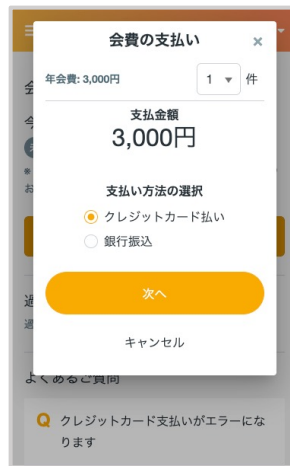 会費の支払い
×
年会費: 3,000円
1
件
支払金額
3,000円
支払い方法の選択
クレジットカード払い
銀行振込
次へ
キャンセル
よくあるご質問
Q クレジットカード支払いがエラーにな
ります